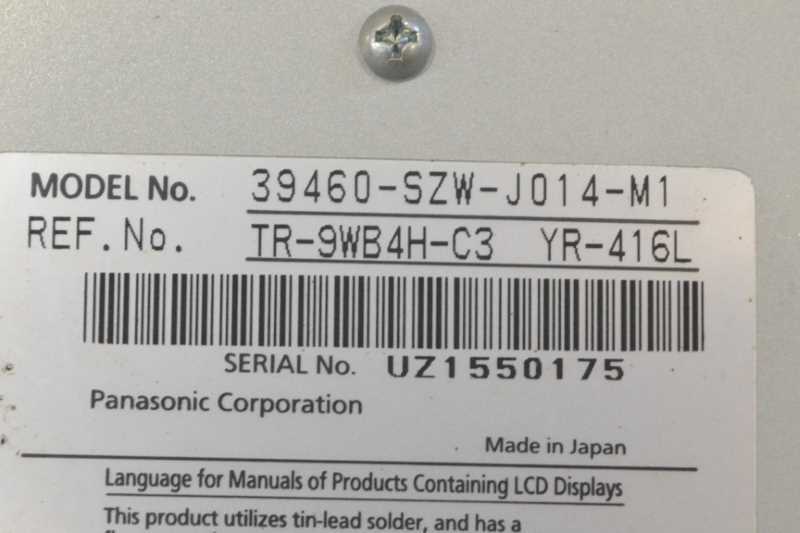 MODEL No. 39460-SZW-J014-M1
REF.No. TR-9WB4H-C3 YR-416L
SERIAL No. UZ1550175
Panasonic Corporation
Made in Japan
Language for Manuals of Products Containing LCD Displays
This product utilizes tin-lead solder, and has a